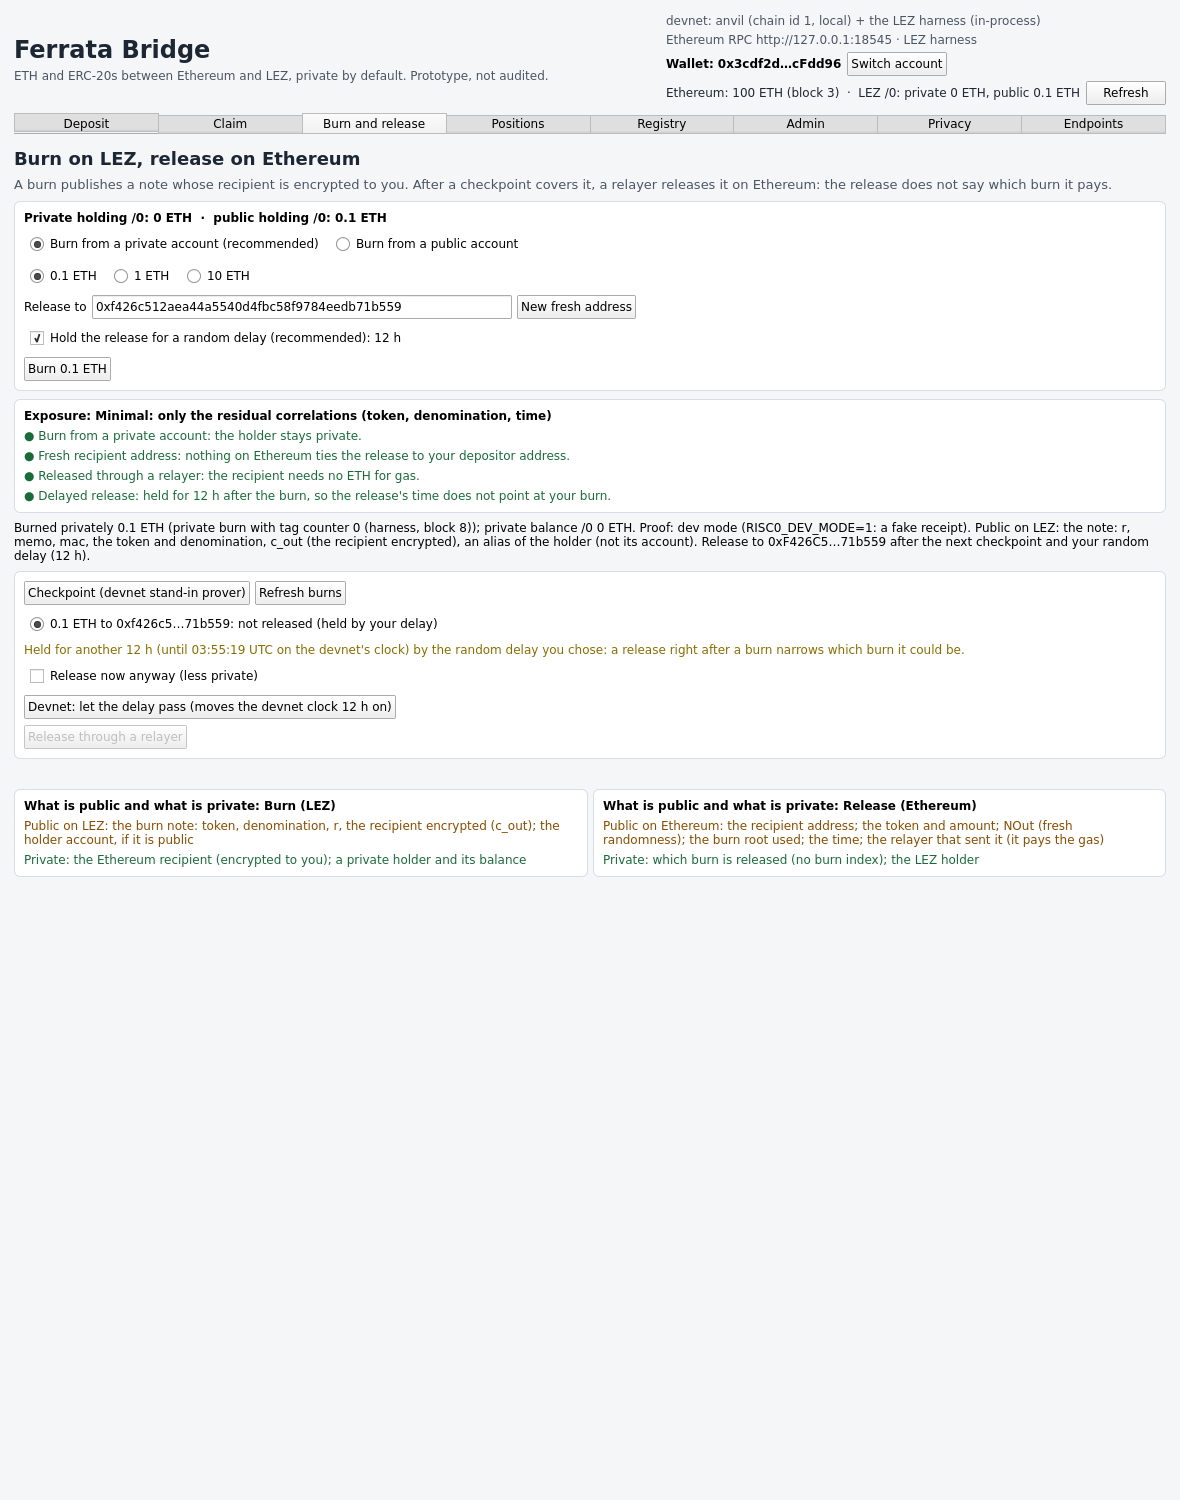 Ferrata Bridge
ETH and ERC-20s between Ethereum and LEZ, private by default. Prototype, not audited.
devnet: anvil (chain id 1, local) + the LEZ harness (in-process)
Ethereum RPC http://127.0.0.1:18545 · LEZ harness
Wallet: 0x3cdf2d…cFdd96 Switch account
Ethereum: 100 ETH (block 3) · LEZ /0: private 0 ETH, public 0.1 ETH Refresh
Deposit Claim Burn and release Positions Registry Admin Privacy Endpoints
Burn on LEZ, release on Ethereum
A burn publishes a note whose recipient is encrypted to you. After a checkpoint covers it, a relayer releases it on Ethereum: the release does not say which burn it pays.
Private holding /0: 0 ETH · public holding /0: 0.1 ETH
Burn from a private account (recommended) Burn from a public account
0.1 ETH 1 ETH 10 ETH
Release to 0xf426c512aea44a5540d4fbc58f9784eedb71b559 New fresh address
Hold the release for a random delay (recommended): 12 h
Burn 0.1 ETH
Exposure: Minimal: only the residual correlations (token, denomination, time)
● Burn from a private account: the holder stays private.
● Fresh recipient address: nothing on Ethereum ties the release to your depositor address.
● Released through a relayer: the recipient needs no ETH for gas.
● Delayed release: held for 12 h after the burn, so the release's time does not point at your burn.
Burned privately 0.1 ETH (private burn with tag counter 0 (harness, block 8)); private balance /0 0 ETH. Proof: dev mode (RISC0_DEV_MODE=1: a fake receipt). Public on LEZ: the note: r,
memo, mac, the token and denomination, c_out (the recipient encrypted), an alias of the holder (not its account). Release to 0xF426C5…71b559 after the next checkpoint and your random
delay (12 h).
Checkpoint (devnet stand-in prover) Refresh burns
0.1 ETH to 0xf426c5…71b559: not released (held by your delay)
Held for another 12 h (until 03:55:19 UTC on the devnet's clock) by the random delay you chose: a release right after a burn narrows which burn it could be.
Release now anyway (less private)
Devnet: let the delay pass (moves the devnet clock 12 h on)
Release through a relayer
What is public and what is private: Burn (LEZ)
Public on LEZ: the burn note: token, denomination, r, the recipient encrypted (c_out); the
holder account, if it is public
Private: the Ethereum recipient (encrypted to you); a private holder and its balance
What is public and what is private: Release (Ethereum)
Public on Ethereum: the recipient address; the token and amount; NOut (fresh
randomness); the burn root used; the time; the relayer that sent it (it pays the gas)
Private: which burn is released (no burn index); the LEZ holder